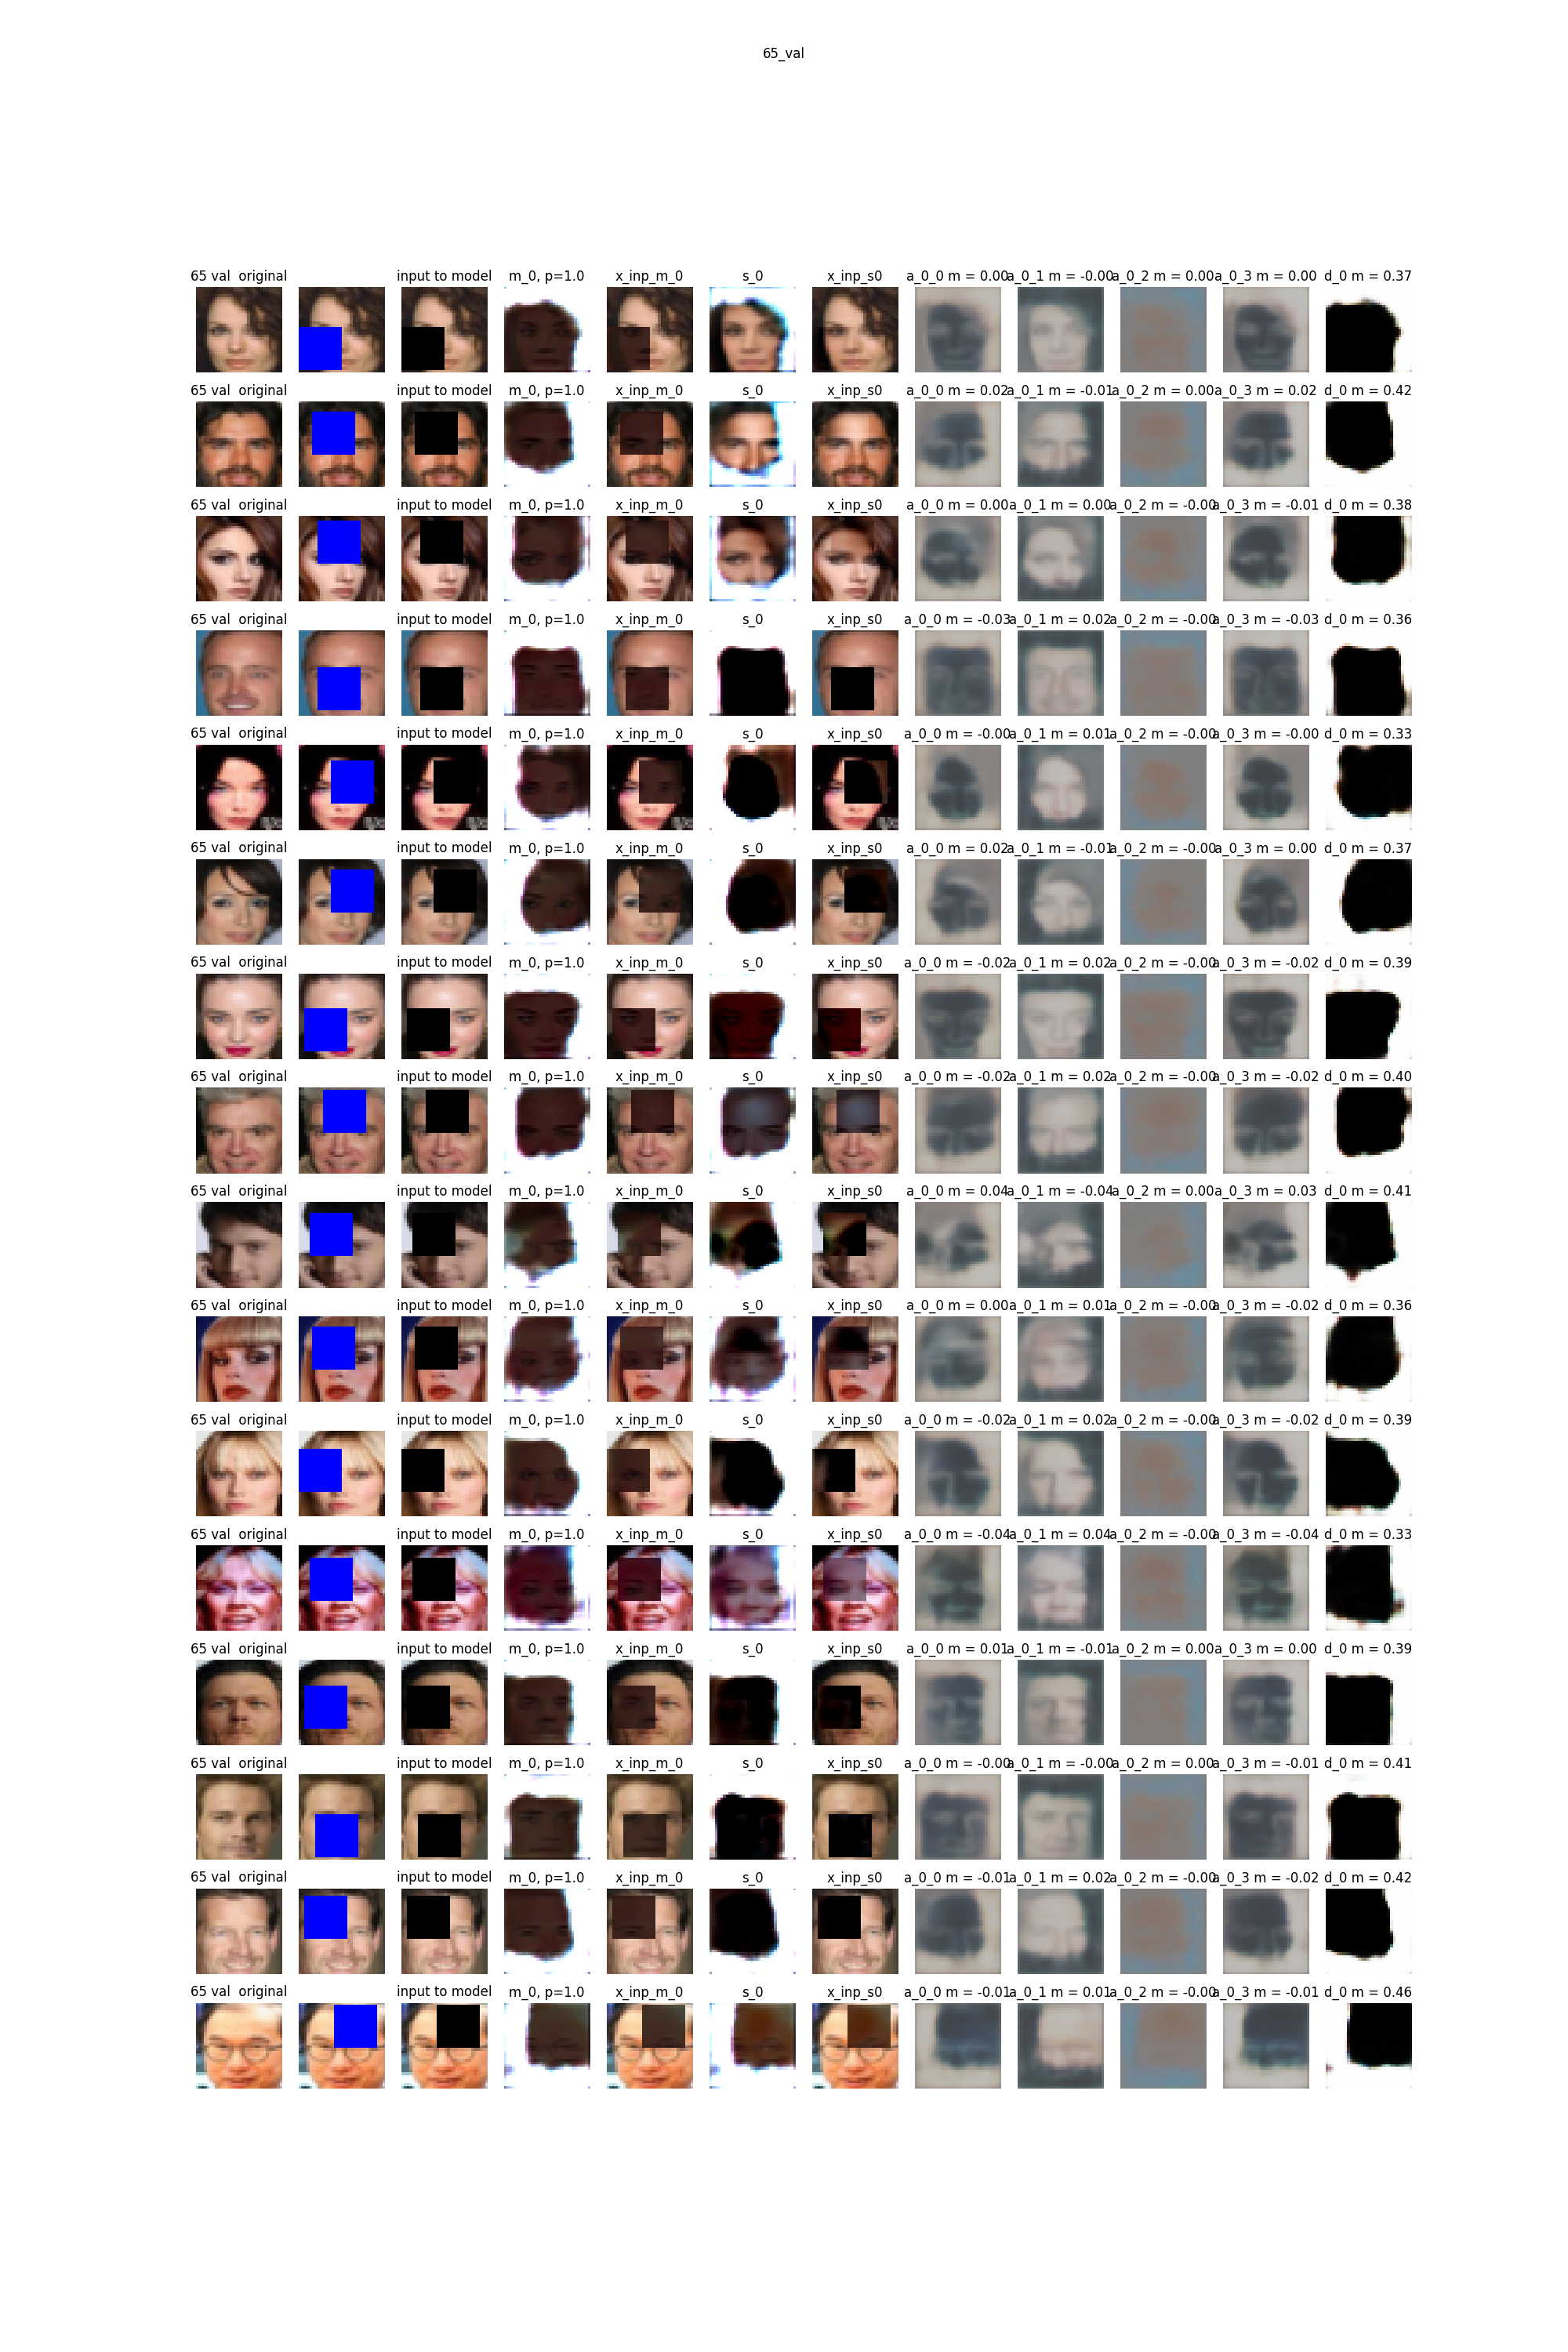 65_val
65 val  original input to model m_0, p=1.0 x_inp_m_0 s_0 x_inp_s0 a_0_0 m = 0.00 a_0_1 m = -0.00 a_0_2 m = 0.00 a_0_3 m = 0.00 d_0 m = 0.37
65 val  original input to model m_0, p=1.0 x_inp_m_0 s_0 x_inp_s0 a_0_0 m = 0.02 a_0_1 m = -0.01 a_0_2 m = 0.00 a_0_3 m = 0.02 d_0 m = 0.42
65 val  original input to model m_0, p=1.0 x_inp_m_0 s_0 x_inp_s0 a_0_0 m = 0.00 a_0_1 m = 0.00 a_0_2 m = -0.00 a_0_3 m = -0.01 d_0 m = 0.38
65 val  original input to model m_0, p=1.0 x_inp_m_0 s_0 x_inp_s0 a_0_0 m = -0.03 a_0_1 m = 0.02 a_0_2 m = -0.00 a_0_3 m = -0.03 d_0 m = 0.36
65 val  original input to model m_0, p=1.0 x_inp_m_0 s_0 x_inp_s0 a_0_0 m = -0.00 a_0_1 m = 0.01 a_0_2 m = -0.00 a_0_3 m = -0.00 d_0 m = 0.33
65 val  original input to model m_0, p=1.0 x_inp_m_0 s_0 x_inp_s0 a_0_0 m = 0.02 a_0_1 m = -0.01 a_0_2 m = -0.00 a_0_3 m = 0.00 d_0 m = 0.37
65 val  original input to model m_0, p=1.0 x_inp_m_0 s_0 x_inp_s0 a_0_0 m = -0.02 a_0_1 m = 0.02 a_0_2 m = -0.00 a_0_3 m = -0.02 d_0 m = 0.39
65 val  original input to model m_0, p=1.0 x_inp_m_0 s_0 x_inp_s0 a_0_0 m = -0.02 a_0_1 m = 0.02 a_0_2 m = -0.00 a_0_3 m = -0.02 d_0 m = 0.40
65 val  original input to model m_0, p=1.0 x_inp_m_0 s_0 x_inp_s0 a_0_0 m = 0.04 a_0_1 m = -0.04 a_0_2 m = 0.00 a_0_3 m = 0.03 d_0 m = 0.41
65 val  original input to model m_0, p=1.0 x_inp_m_0 s_0 x_inp_s0 a_0_0 m = 0.00 a_0_1 m = 0.01 a_0_2 m = -0.00 a_0_3 m = -0.02 d_0 m = 0.36
65 val  original input to model m_0, p=1.0 x_inp_m_0 s_0 x_inp_s0 a_0_0 m = -0.02 a_0_1 m = 0.02 a_0_2 m = -0.00 a_0_3 m = -0.02 d_0 m = 0.39
65 val  original input to model m_0, p=1.0 x_inp_m_0 s_0 x_inp_s0 a_0_0 m = -0.04 a_0_1 m = 0.04 a_0_2 m = -0.00 a_0_3 m = -0.04 d_0 m = 0.33
65 val  original input to model m_0, p=1.0 x_inp_m_0 s_0 x_inp_s0 a_0_0 m = 0.01 a_0_1 m = -0.01 a_0_2 m = 0.00 a_0_3 m = 0.00 d_0 m = 0.39
65 val  original input to model m_0, p=1.0 x_inp_m_0 s_0 x_inp_s0 a_0_0 m = -0.00 a_0_1 m = -0.00 a_0_2 m = 0.00 a_0_3 m = -0.01 d_0 m = 0.41
65 val  original input to model m_0, p=1.0 x_inp_m_0 s_0 x_inp_s0 a_0_0 m = -0.01 a_0_1 m = 0.02 a_0_2 m = -0.00 a_0_3 m = -0.02 d_0 m = 0.42
65 val  original input to model m_0, p=1.0 x_inp_m_0 s_0 x_inp_s0 a_0_0 m = -0.01 a_0_1 m = 0.01 a_0_2 m = -0.00 a_0_3 m = -0.01 d_0 m = 0.46